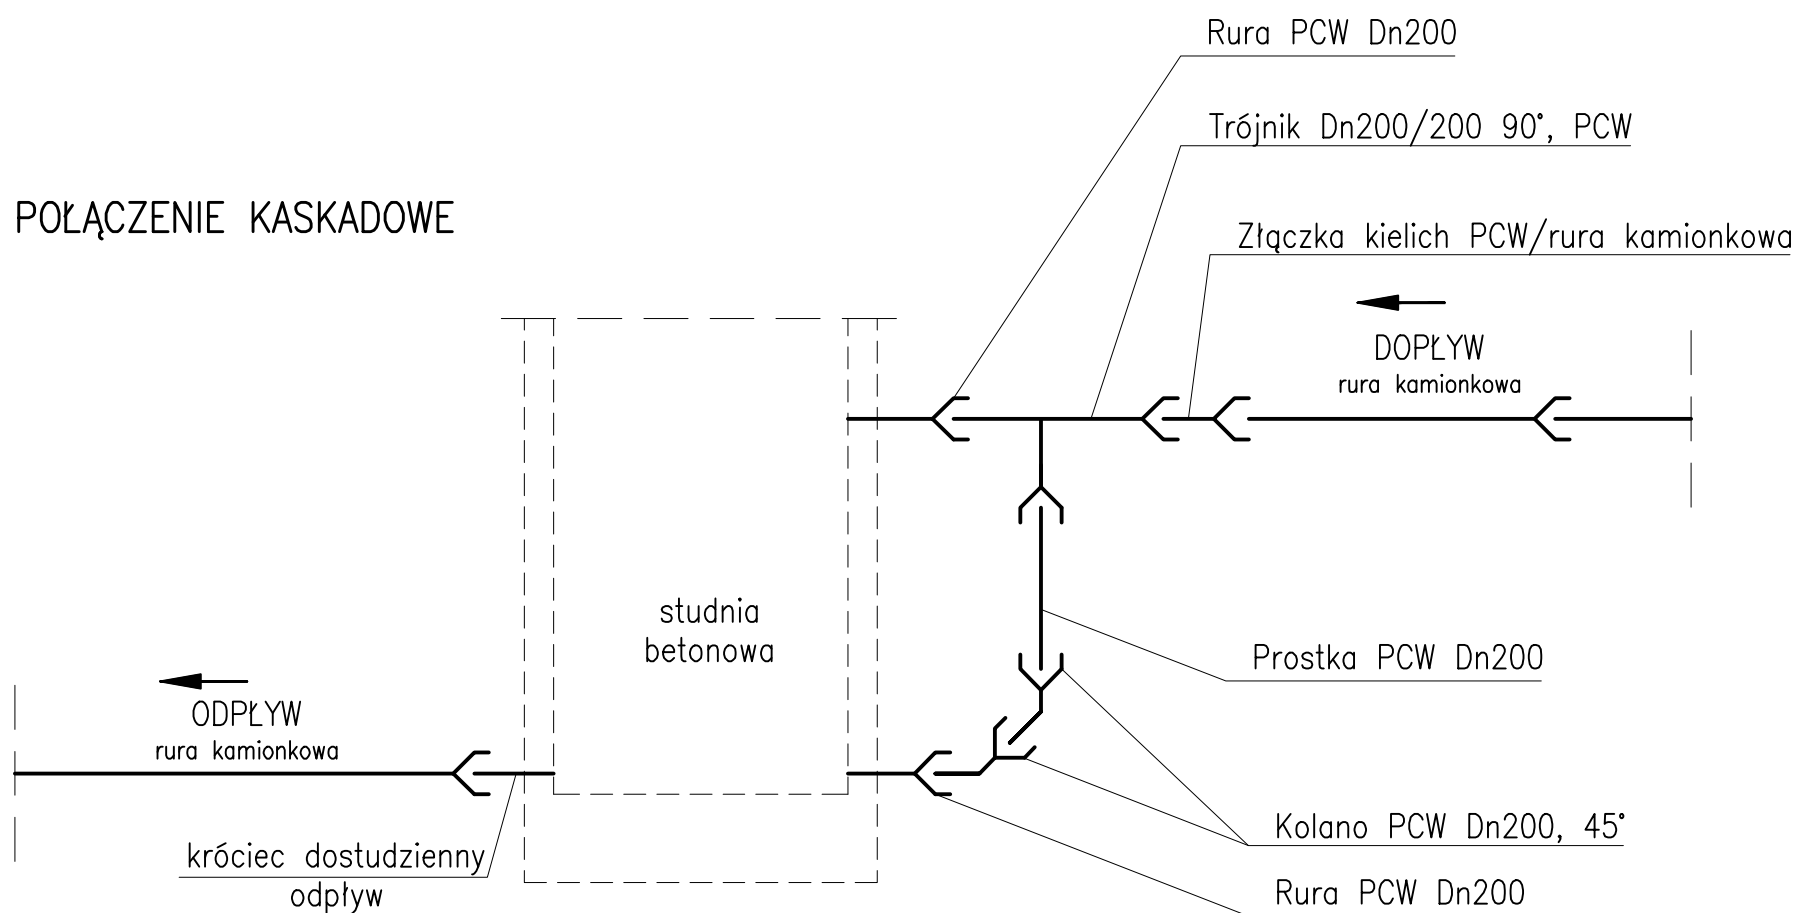 Rura PCW Dn200
Trójnik Dn200/200 90°, PCW
POŁĄCZENIE KASKADOWE
Złączka kielich PCW/rura kamionkowa
DOPŁYW
rura kamionkowa
studnia
betonowa
Prostka PCW Dn200
ODPŁYW
rura kamionkowa
Kolano PCW Dn200, 45°
króciec dostudzienny
odpływ
Rura PCW Dn200